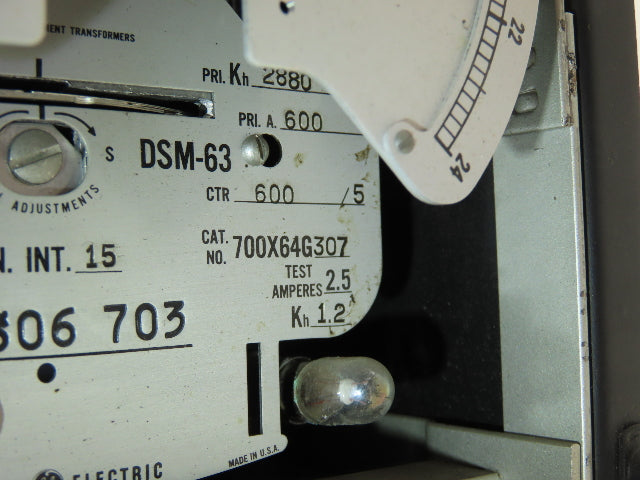 ENT TRANSFORMERS
PRI. Kh 2880
PRI. A. 600
S DSM-63
CTR 600 /5
ADJUSTMENTS
CAT. NO. 700X64G307
N. INT. 15
TEST AMPERES 2.5
Kh 1.2
06 703
MADE IN U.S.A.
ELECTRIC
22
24